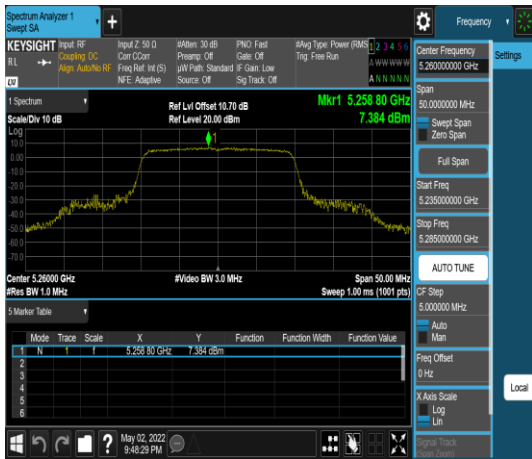 Spectrum Analyzer 1
Swept SA
+
Frequency
KEYSIGHT
RL
LXI
Input: RF
Coupling: DC
Align: Auto/No RF
Input Z: 50 Ω
Corr CCorr
Freq Ref: Int (S)
NFE: Adaptive
#Atten: 30 dB
Preamp: Off
µW Path: Standard
Source: Off
PNO: Fast
Gate: Off
IF Gain: Low
Sig Track: Off
#Avg Type: Power (RMS
Trig: Free Run
1 2 3 4 5 6
A W W W W W
A N N N N N
Center Frequency
5.260000000 GHz
Settings
1 Spectrum
Scale/Div 10 dB
Ref Lvl Offset 10.70 dB
Ref Level 20.00 dBm
Mkr1 5.258 80 GHz
7.384 dBm
Span
50.0000000 MHz
Swept Span
Zero Span
Log
10.0
0.00
-10.0
-20.0
-30.0
-40.0
-50.0
-60.0
-70.0
1
Full Span
Start Freq
5.235000000 GHz
Stop Freq
5.285000000 GHz
AUTO TUNE
Center 5.26000 GHz
#Res BW 1.0 MHz
#Video BW 3.0 MHz
Span 50.00 MHz
Sweep 1.00 ms (1001 pts)
CF Step
5.000000 MHz
Auto
Man
5 Marker Table
Mode Trace Scale X Y Function Function Width Function Value
1 N 1 f 5.258 80 GHz 7.384 dBm
2
3
4
5
6
Freq Offset
0 Hz
X Axis Scale
Log
Lin
Local
Signal Track
(Span Zoom)
?
May 02, 2022
9:48:29 PM